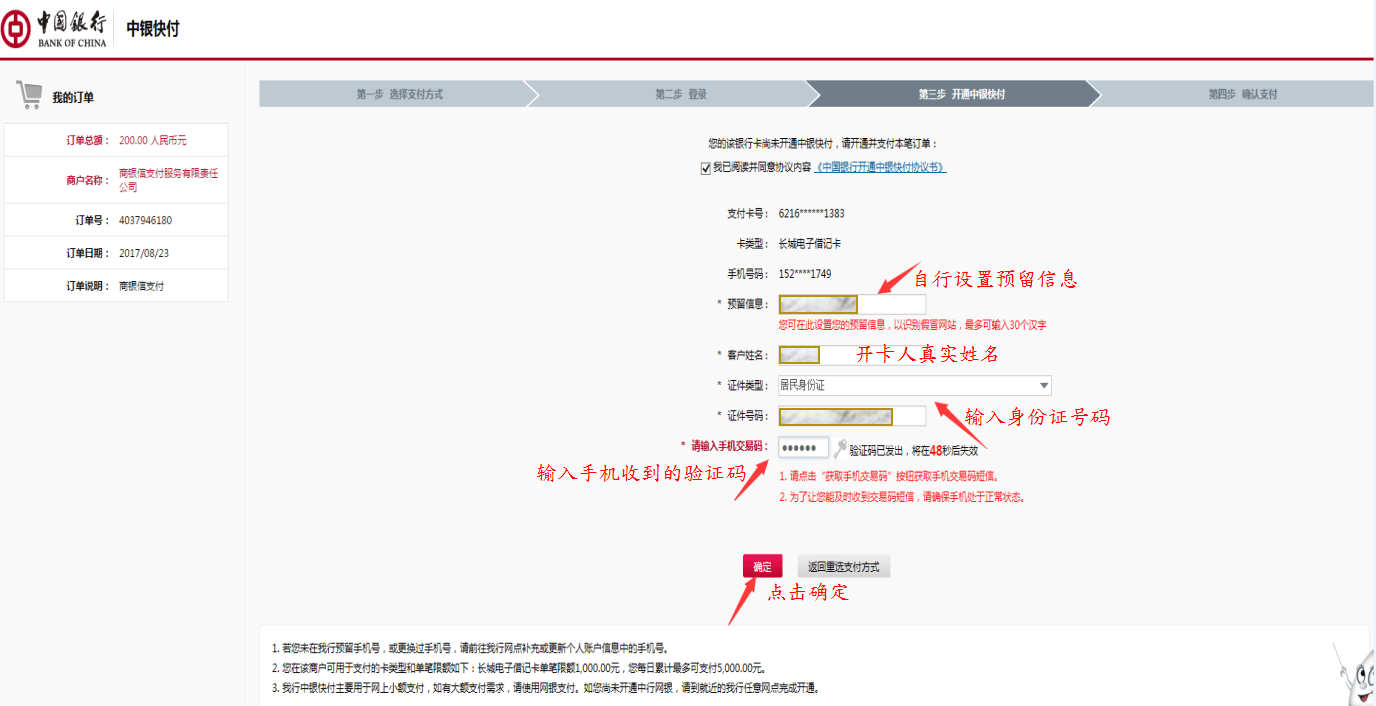 中国银行
BANK OF CHINA
中银快付
我的订单
订单总额： 200.00 人民币元
商户名称： 商银信支付服务有限责任
公司
订单号： 4037946180
订单日期： 2017/08/23
订单说明： 商银信支付
第一步 选择支付方式
第二步 登录
第三步 开通中银快付
第四步 确认支付
您的该银行卡尚未开通中银快付，请开通并支付本笔订单：
我已阅读并同意协议内容 《中国银行开通中银快付协议书》
支付卡号： 6216******1383
卡类型： 长城电子借记卡
手机号码： 152****1749
自行设置预留信息
* 预留信息：
您可在此设置您的预留信息，以识别假冒网站，最多可输入30个汉字
* 客户姓名：
开卡人真实姓名
* 证件类型： 居民身份证
* 证件号码：
输入身份证号码
* 请输入手机交易码： ●●●●●● 验证码已发出，将在48秒后失效
输入手机收到的验证码
1. 请点击“获取手机交易码”按钮获取手机交易码短信。
2. 为了让您能及时收到交易码短信，请确保手机处于正常状态。
确定
返回重选支付方式
点击确定
1. 若您未在我行预留手机号，或更换过手机号，请前往我行网点补充或更新个人账户信息中的手机号。
2. 您在该商户可用于支付的卡类型和单笔限额如下：长城电子借记卡单笔限额1,000.00元，您每日累计最多可支付5,000.00元。
3. 我行中银快付主要用于网上小额支付，如有大额支付需求，请使用网银支付。如您尚未开通中行网银，请到就近的我行任意网点完成开通。